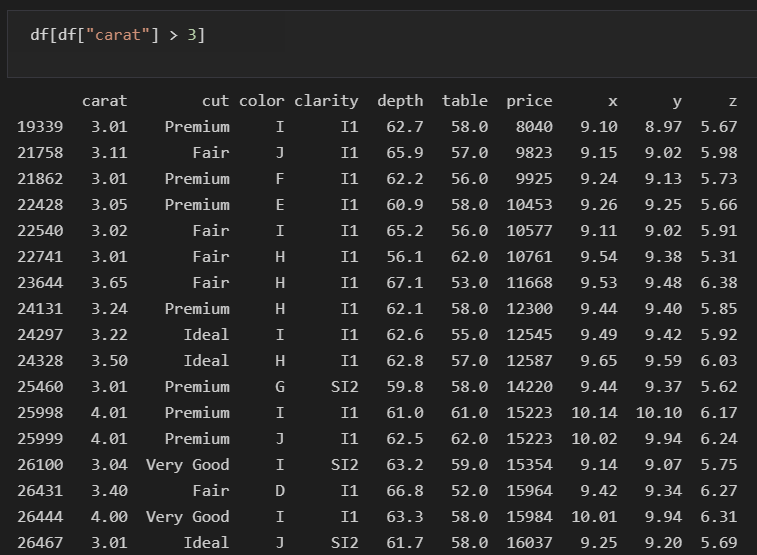 df[df["carat"] > 3]
carat cut color clarity depth table price x y z
19339 3.01 Premium I I1 62.7 58.0 8040 9.10 8.97 5.67
21758 3.11 Fair J I1 65.9 57.0 9823 9.15 9.02 5.98
21862 3.01 Premium F I1 62.2 56.0 9925 9.24 9.13 5.73
22428 3.05 Premium E I1 60.9 58.0 10453 9.26 9.25 5.66
22540 3.02 Fair I I1 65.2 56.0 10577 9.11 9.02 5.91
22741 3.01 Fair H I1 56.1 62.0 10761 9.54 9.38 5.31
23644 3.65 Fair H I1 67.1 53.0 11668 9.53 9.48 6.38
24131 3.24 Premium H I1 62.1 58.0 12300 9.44 9.40 5.85
24297 3.22 Ideal I I1 62.6 55.0 12545 9.49 9.42 5.92
24328 3.50 Ideal H I1 62.8 57.0 12587 9.65 9.59 6.03
25460 3.01 Premium G SI2 59.8 58.0 14220 9.44 9.37 5.62
25998 4.01 Premium I I1 61.0 61.0 15223 10.14 10.10 6.17
25999 4.01 Premium J I1 62.5 62.0 15223 10.02 9.94 6.24
26100 3.04 Very Good I SI2 63.2 59.0 15354 9.14 9.07 5.75
26431 3.40 Fair D I1 66.8 52.0 15964 9.42 9.34 6.27
26444 4.00 Very Good I I1 63.3 58.0 15984 10.01 9.94 6.31
26467 3.01 Ideal J SI2 61.7 58.0 16037 9.25 9.20 5.69